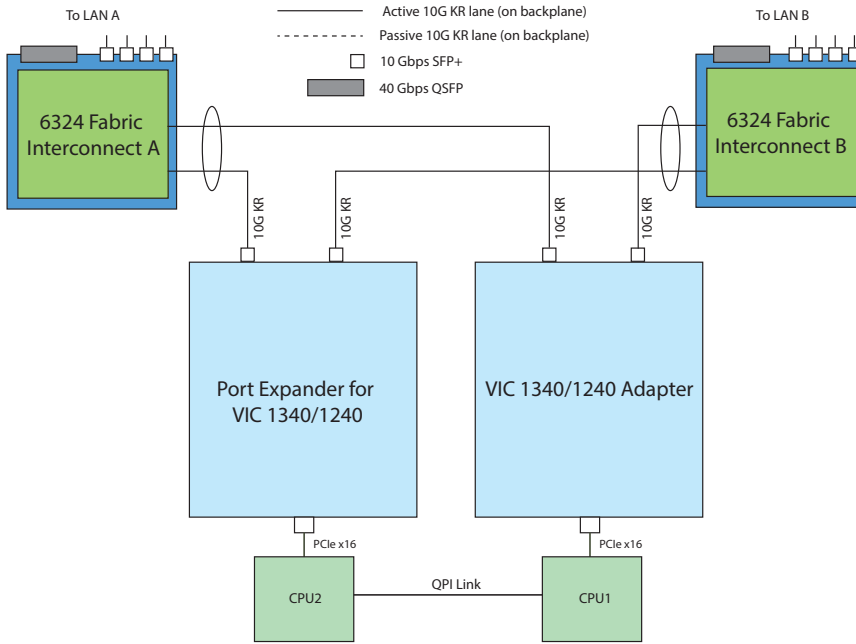 To LAN A
Active 10G KR lane (on backplane)
Passive 10G KR lane (on backplane)
10 Gbps SFP+
40 Gbps QSFP
To LAN B
6324 Fabric
Interconnect A
6324 Fabric
Interconnect B
10G KR
10G KR
10G KR
10G KR
Port Expander for
VIC 1340/1240
VIC 1340/1240 Adapter
PCIe x16
PCIe x16
CPU2
QPI Link
CPU1